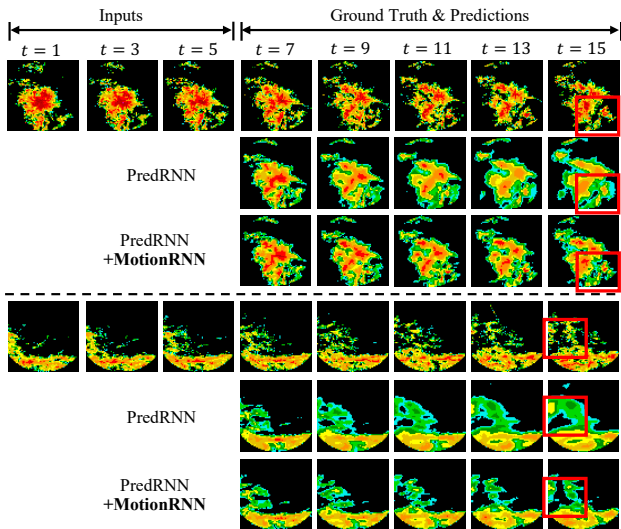 Inputs
Ground Truth & Predictions
t = 1
t = 3
t = 5
t = 7
t = 9
t = 11
t = 13
t = 15
PredRNN
PredRNN
+MotionRNN
PredRNN
PredRNN
+MotionRNN